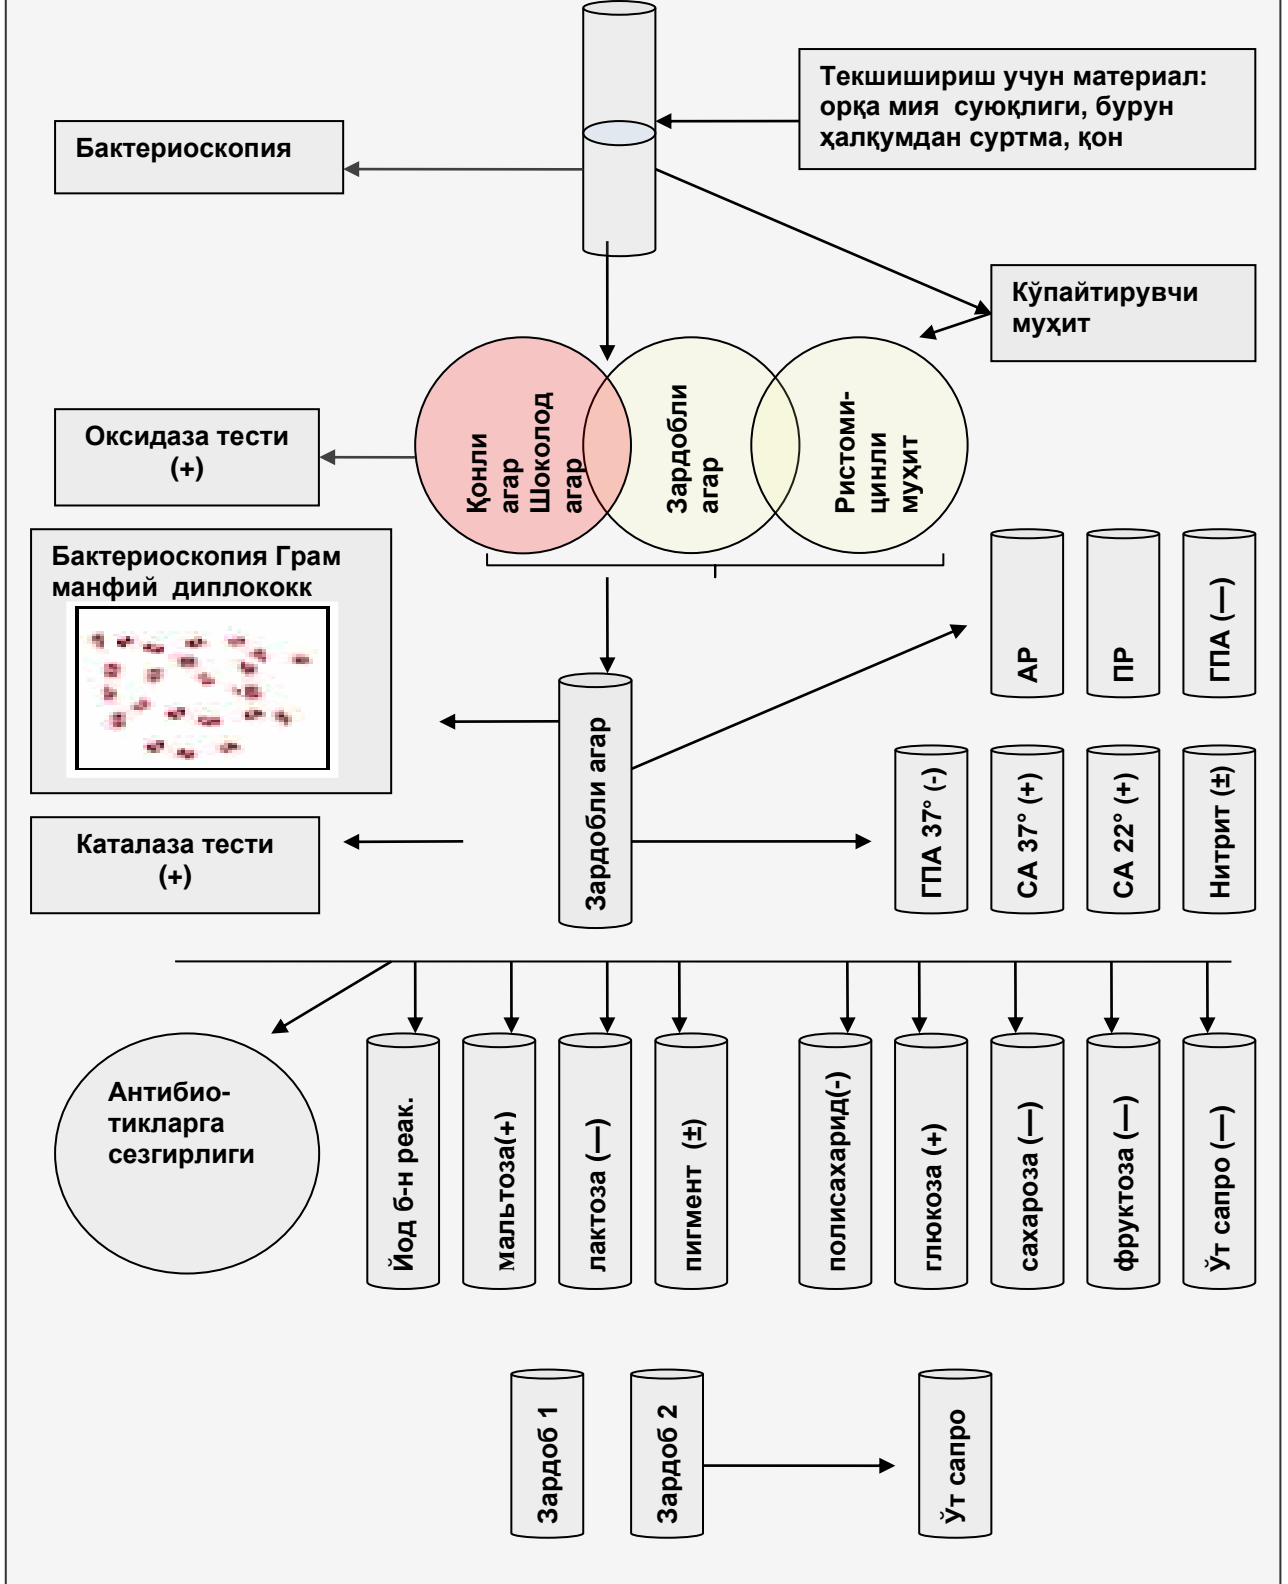 Текшишириш учун материал:
орқа мия суюқлиги, бурун
ҳалқумдан суртма, қон
Бактериоскопия
Кўпайтирувчи
муҳит
Қонли
агар
Шоколод
агар
Зардобли
агар
Ристоми-
цинли
муҳит
Оксидаза тести
(+)
Бактериоскопия Грам
манфий диплококк
АР
ПР
ГПА (—)
Зардобли агар
ГПА 37° (-)
СА 37° (+)
СА 22° (+)
Нитрит (±)
Каталаза тести
(+)
Антибио-
тикларга
сезгирлиги
Йод б-н реак.
мальтоза(+)
лактоза (—)
пигмент (±)
полисахарид(-)
глюкоза (+)
сахароза (—)
фруктоза (—)
Ўт сапро (—)
Зардоб 1
Зардоб 2
Ўт сапро